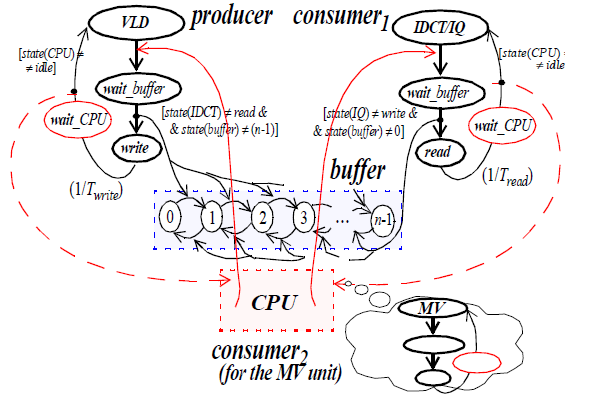 producer
consumer1
VLD
IDCT/IQ
[state(CPU) ≠
≠ idle]
[state(CPU) ≠
≠ idle
wait_buffer
wait_buffer
wait_CPU
wait_CPU
[state(IDCT) ≠ read &
& state(buffer) ≠ (n-1)]
[state(IQ) ≠ write &
& state(buffer) ≠ 0]
write
read
buffer
(1/Twrite)
(1/Tread)
0 1 2 3 ... n-1
CPU
MV
consumer2
(for the MV unit)